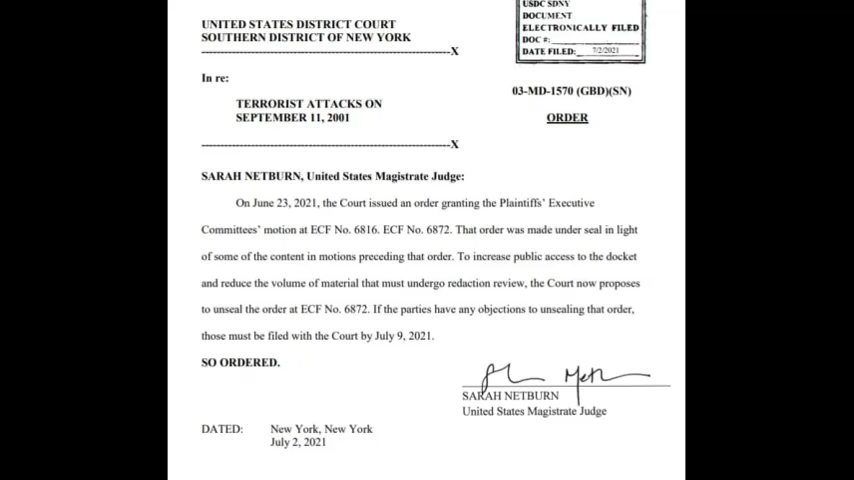 USDC SDNY
DOCUMENT
ELECTRONICALLY FILED
DOC #:
DATE FILED: 7/2/2021
UNITED STATES DISTRICT COURT
SOUTHERN DISTRICT OF NEW YORK
-----------------------------------------------------------------X
In re:
TERRORIST ATTACKS ON
SEPTEMBER 11, 2001
03-MD-1570 (GBD)(SN)
ORDER
-----------------------------------------------------------------X
SARAH NETBURN, United States Magistrate Judge:
On June 23, 2021, the Court issued an order granting the Plaintiffs' Executive
Committees' motion at ECF No. 6816. ECF No. 6872. That order was made under seal in light
of some of the content in motions preceding that order. To increase public access to the docket
and reduce the volume of material that must undergo redaction review, the Court now proposes
to unseal the order at ECF No. 6872. If the parties have any objections to unsealing that order,
those must be filed with the Court by July 9, 2021.
SO ORDERED.
SARAH NETBURN
United States Magistrate Judge
DATED: New York, New York
July 2, 2021